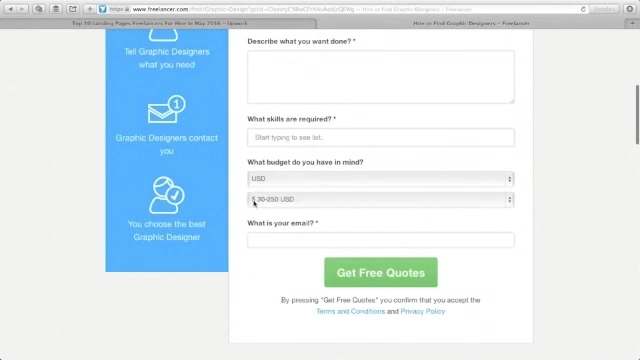 Top 10 Landing Pages Freelancers For Hire in May 2016 - Upwork
Hire or Find Graphic Designers - Freelancer
Tell Graphic Designers
what you need
1
Graphic Designers contact
you
You choose the best
Graphic Designer
Describe what you want done? *
What skills are required? *
Start typing to see list..
What budget do you have in mind?
USD
$ 30-250 USD
What is your email? *
Get Free Quotes
By pressing "Get Free Quotes" you confirm that you accept the
Terms and Conditions and Privacy Policy